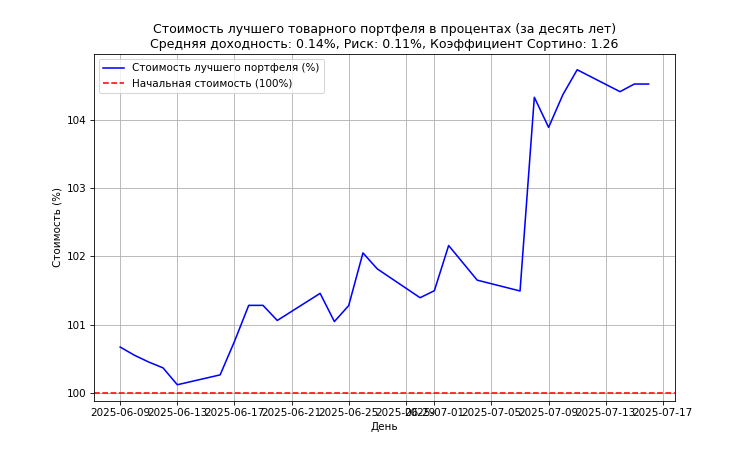 Стоимость лучшего товарного портфеля в процентах (за десять лет)
Средняя доходность: 0.14%, Риск: 0.11%, Коэффициент Сортино: 1.26
Стоимость лучшего портфеля (%)
Начальная стоимость (100%)
Стоимость (%)
104
103
102
101
100
2025-06-09 2025-06-13 2025-06-17 2025-06-21 2025-06-25 2025-06-29 2025-07-01 2025-07-05 2025-07-09 2025-07-13 2025-07-17
День